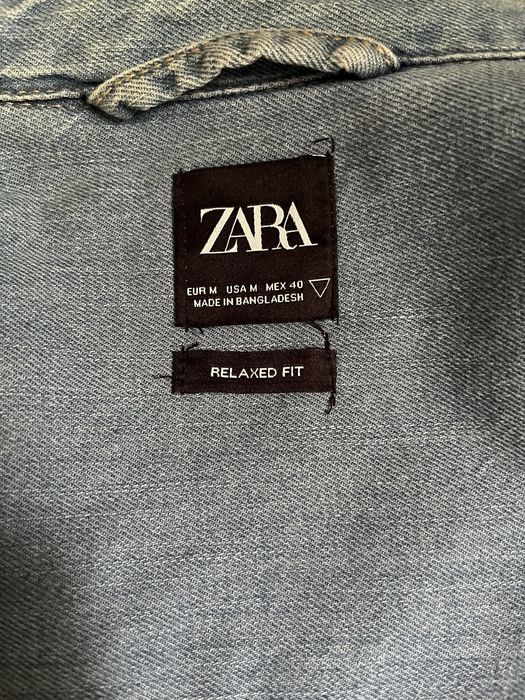 ZARA
EUR M USA M MEX 40
MADE IN BANGLADESH
RELAXED FIT